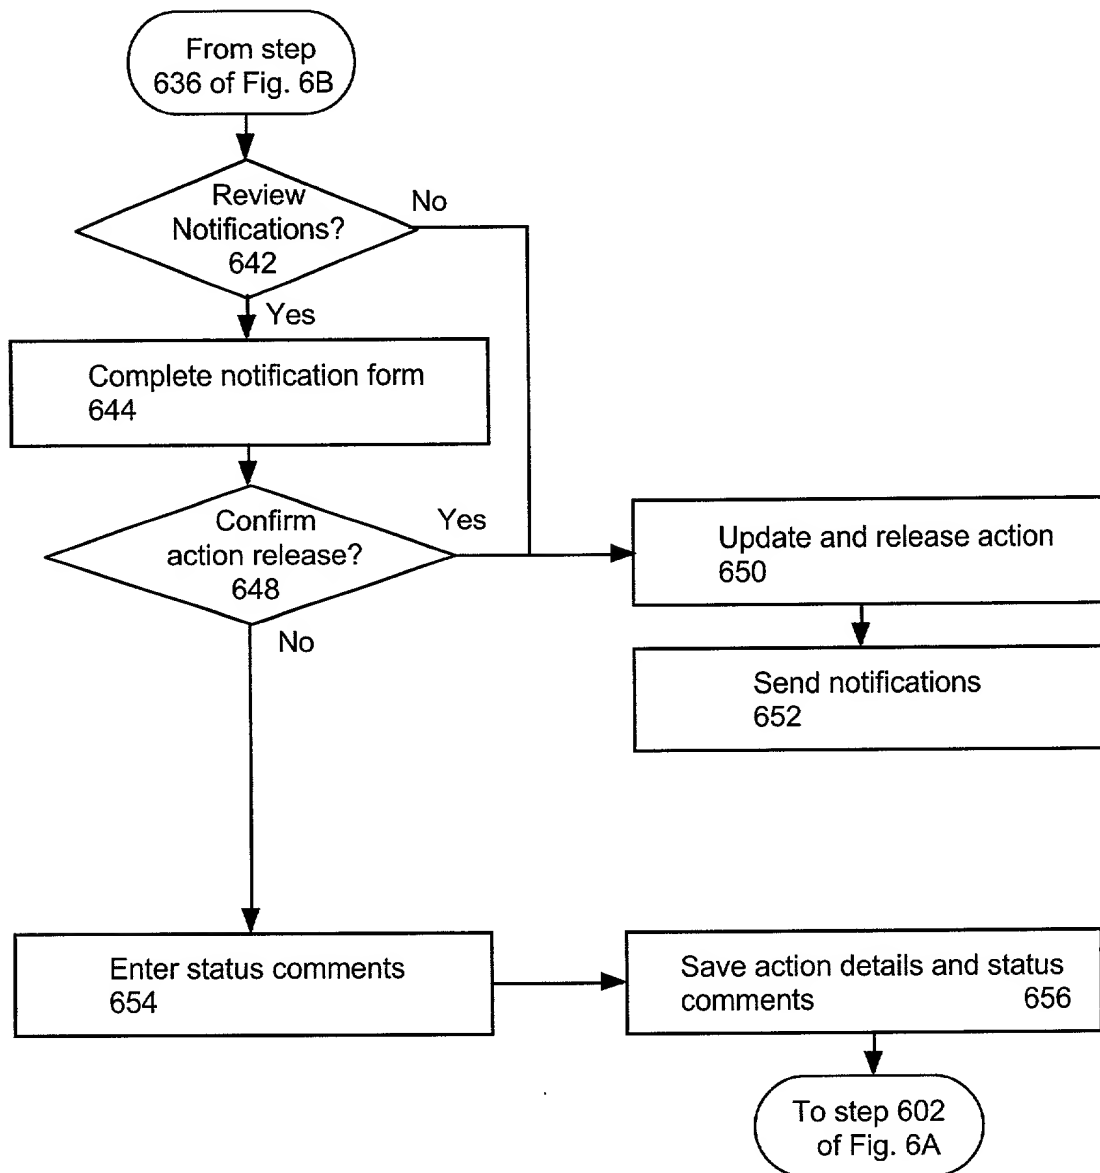 From step
636 of Fig. 6B
Review
Notifications?
642
No
Yes
Complete notification form
644
Confirm
action release?
648
Yes
No
Update and release action
650
Send notifications
652
Enter status comments
654
Save action details and status
comments 656
To step 602
of Fig. 6A